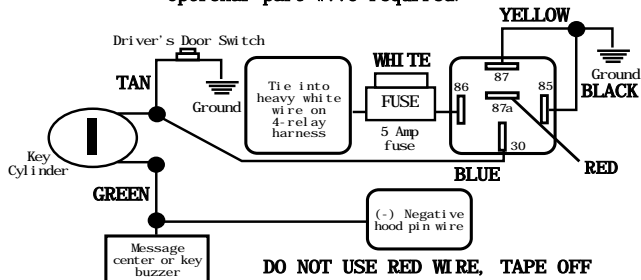 optional part #775 required.
YELLOW
Driver's Door Switch
WHITE
Ground
BLACK
TAN
Ground
Tie into
heavy white
wire on
4-relay
harness
FUSE
5 Amp
fuse
86
87
87a
85
30
Key
Cylinder
BLUE
RED
GREEN
(-) Negative
hood pin wire
Message
center or key
buzzer
DO NOT USE RED WIRE, TAPE OFF